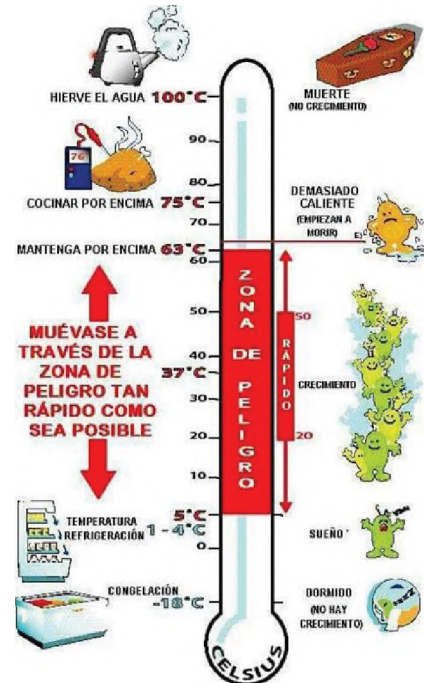 HIERVE EL AGUA 100°C
MUERTE
(NO CRECIMIENTO)
90
76
80
COCINAR POR ENCIMA 75°C
DEMASIADO
CALIENTE
(EMPIEZAN A
MORIR)
70
MANTENGA POR ENCIMA 63°C
60
ZONA DE PELIGRO
MUÉVASE A
TRAVÉS DE LA
ZONA DE
PELIGRO TAN
RÁPIDO COMO
SEA POSIBLE
50
50
RÁPIDO
40
37°C
CRECIMIENTO
30
20
20
10
5°C
TEMPERATURA
REFRIGERACIÓN 1 - 4°C
SUEÑO
0
CONGELACIÓN
-18°C
DORMIDO
(NO HAY
CRECIMIENTO)
CELSIUS